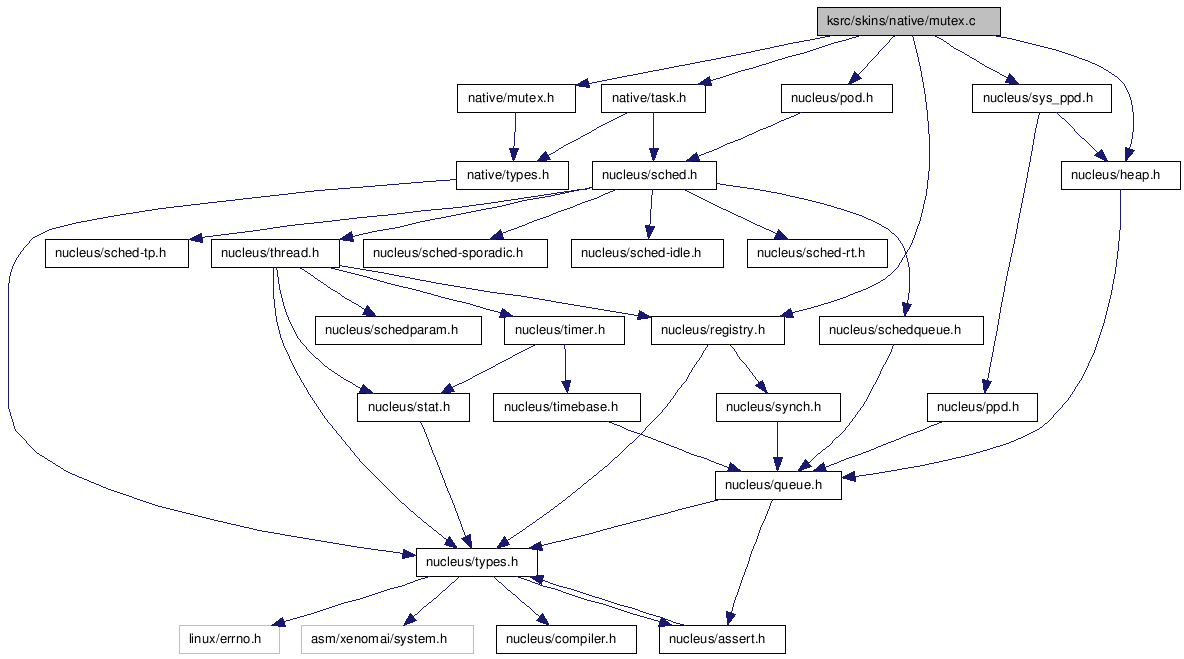 ksrc/skins/native/mutex.c
native/mutex.h
native/task.h
nucleus/pod.h
nucleus/sys_ppd.h
native/types.h
nucleus/sched.h
nucleus/heap.h
nucleus/sched-tp.h
nucleus/thread.h
nucleus/sched-sporadic.h
nucleus/sched-idle.h
nucleus/sched-rt.h
nucleus/schedparam.h
nucleus/timer.h
nucleus/registry.h
nucleus/schedqueue.h
nucleus/stat.h
nucleus/timebase.h
nucleus/synch.h
nucleus/ppd.h
nucleus/queue.h
nucleus/types.h
linux/errno.h
asm/xenomai/system.h
nucleus/compiler.h
nucleus/assert.h